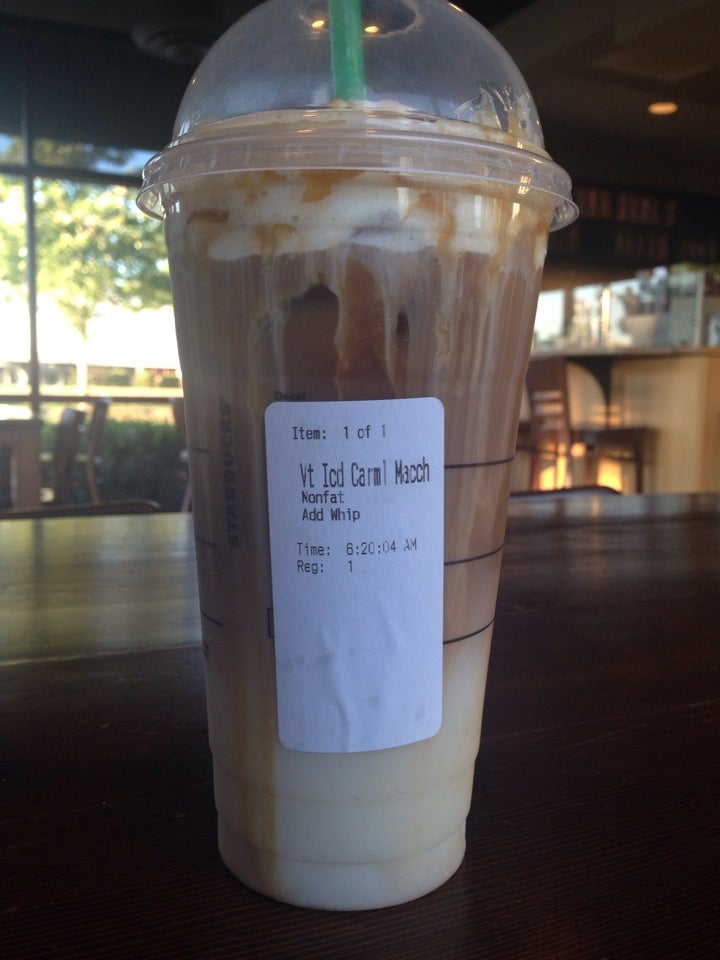 Decaf
Item: 1 of 1
Vt Icd Carml Macch
Nonfat
Add Whip
Time: 6:20:04 AM
Reg: 1
STARBUCKS